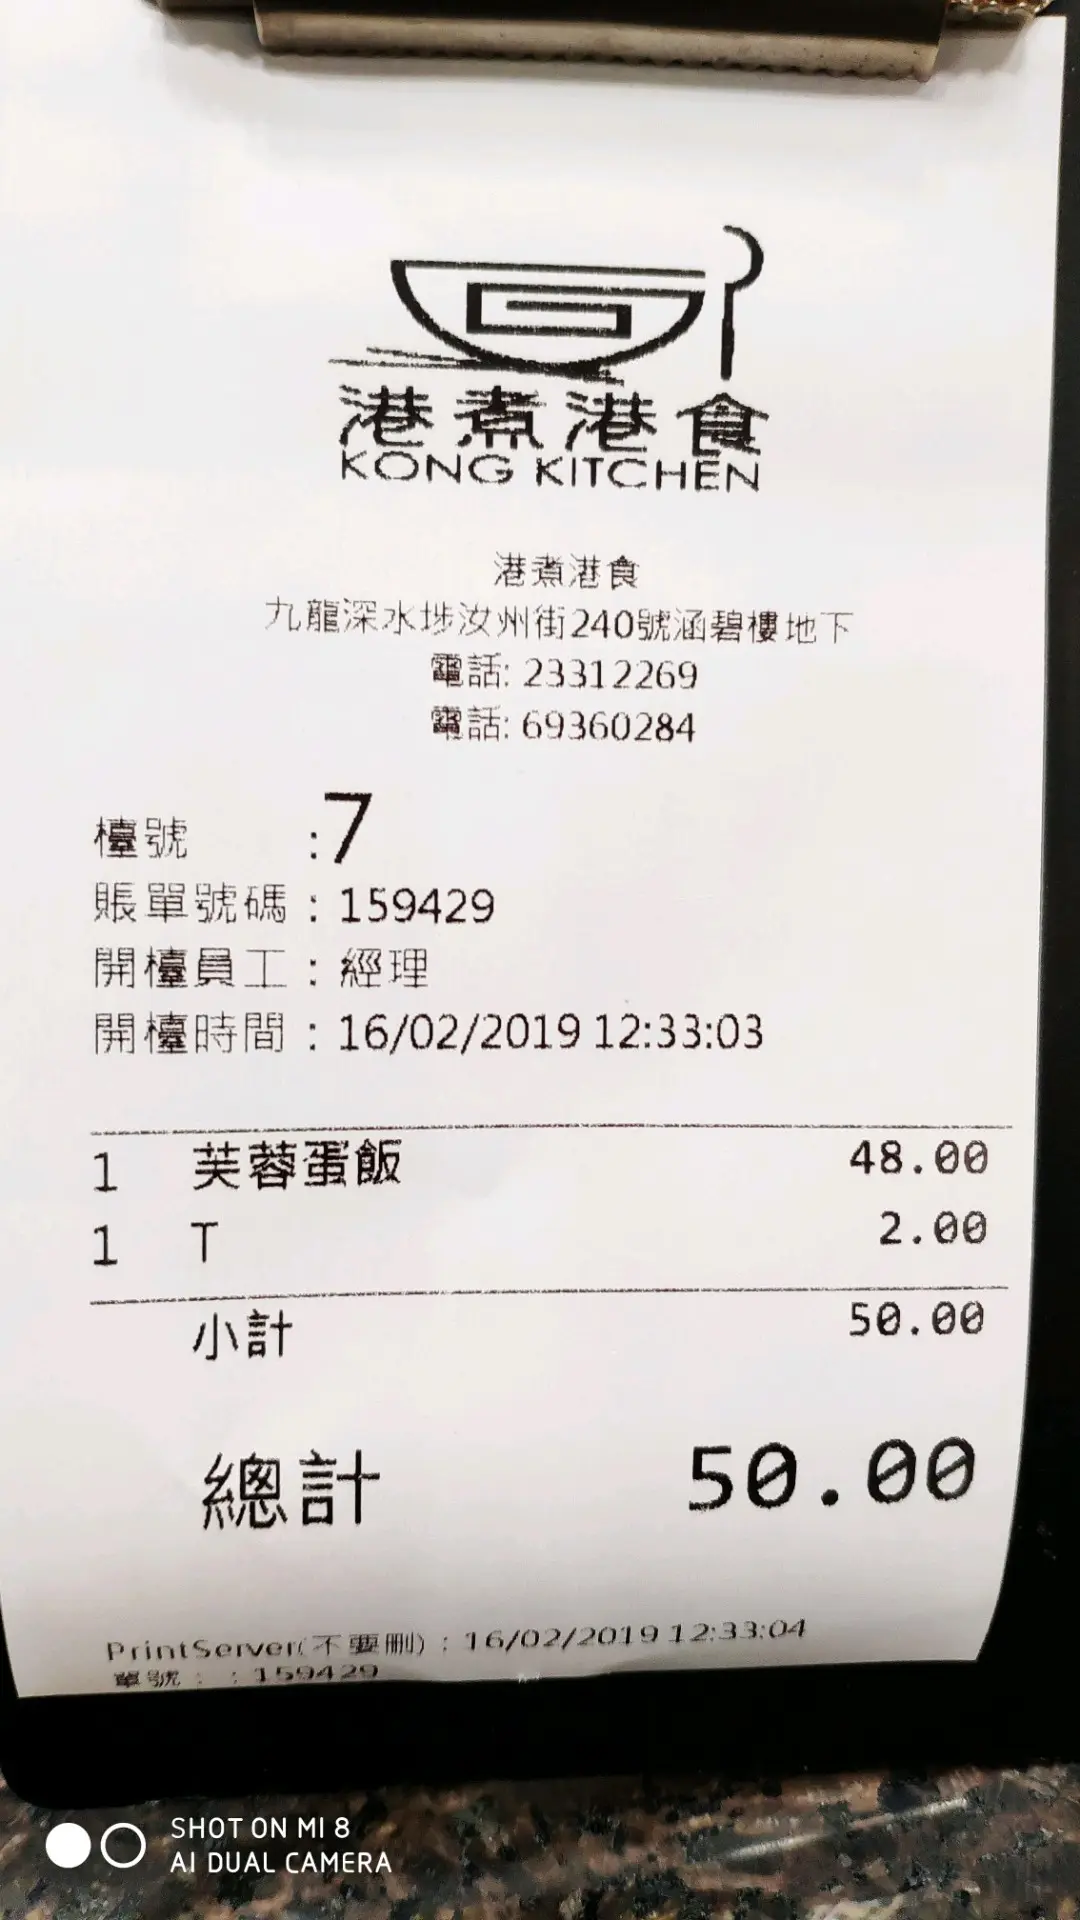 港煮港食
KONG KITCHEN
港煮港食
九龍深水埗汝州街240號涵碧樓地下
電話: 23312269
電話: 69360284
檯號 :7
賬單號碼 : 159429
開檯員工 : 經理
開檯時間 : 16/02/2019 12:33:03
1 芙蓉蛋飯 48.00
1 T 2.00
小計 50.00
總計 50.00
PrintServer(不要刪) : 16/02/2019 12:33:04
單號 : : 159429
SHOT ON MI 8
AI DUAL CAMERA